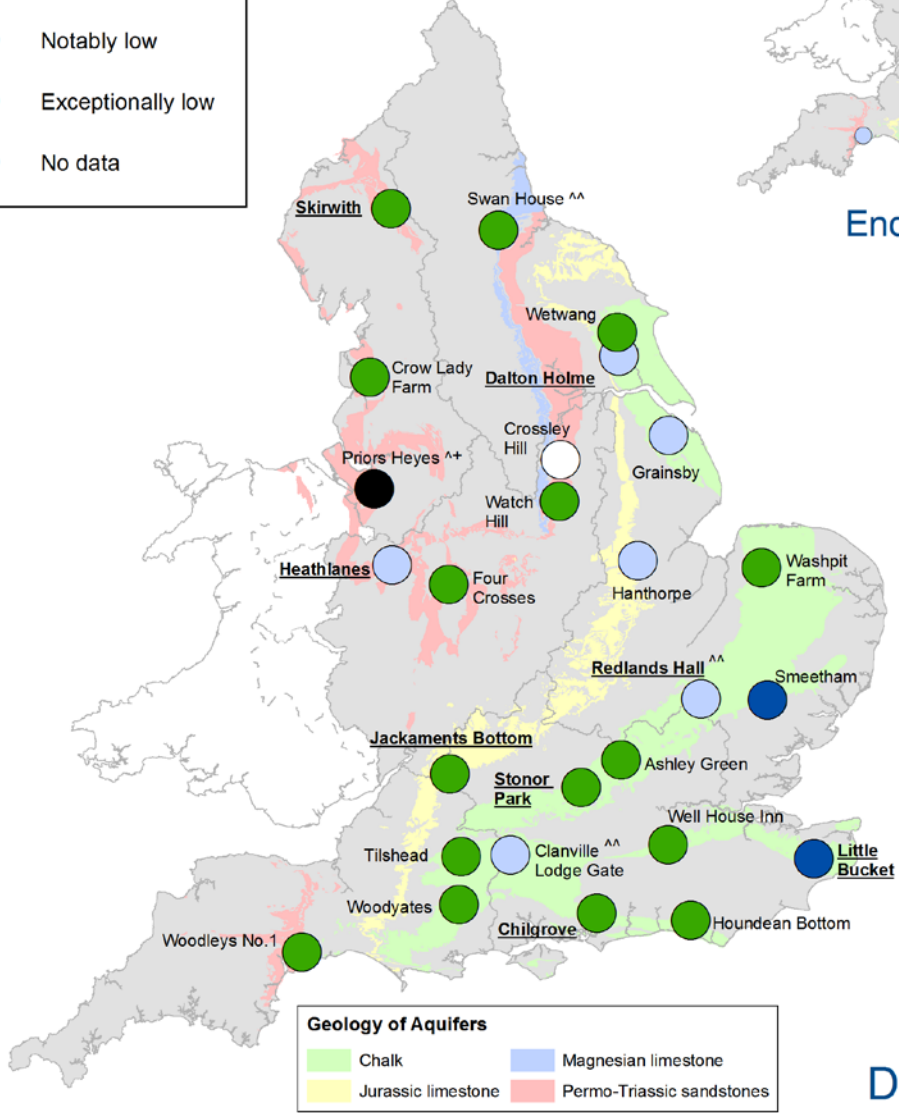 Notably low
Exceptionally low
No data
Skirwith
Swan House ^^
Wetwang
Crow Lady
Farm
Dalton Holme
Crossley
Hill
Priors Heyes ^+
Grainsby
Watch
Hill
Heathlanes
Four
Crosses
Hanthorpe
Washpit
Farm
Redlands Hall ^^
Smeetham
Jackaments Bottom
Stonor
Park
Ashley Green
Well House Inn
Tilshead
Clanville ^^
Lodge Gate
Little
Bucket
Woodyates
Chilgrove
Houndean Bottom
Woodleys No.1
Geology of Aquifers
Chalk
Magnesian limestone
Jurassic limestone
Permo-Triassic sandstones